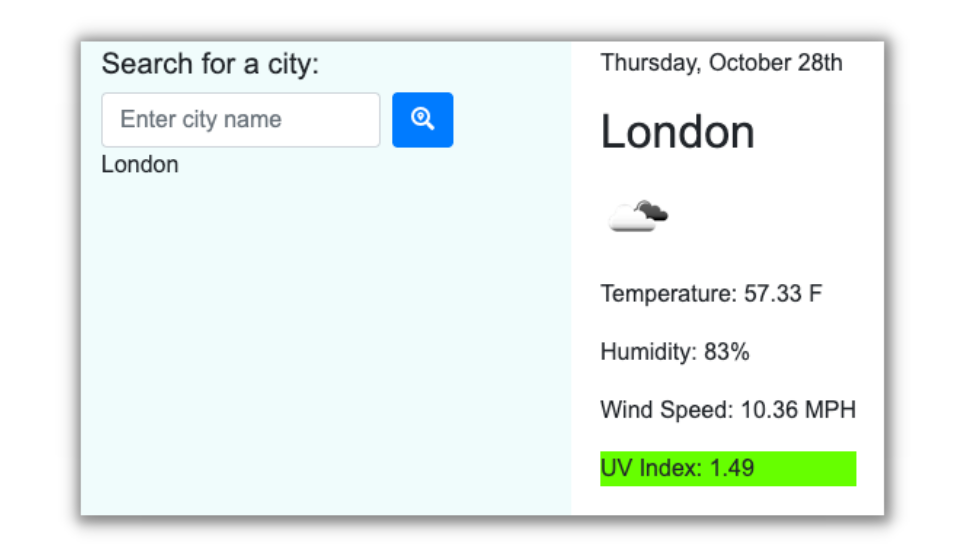 Search for a city:
Enter city name
London
Thursday, October 28th
London
Temperature: 57.33 F
Humidity: 83%
Wind Speed: 10.36 MPH
UV Index: 1.49